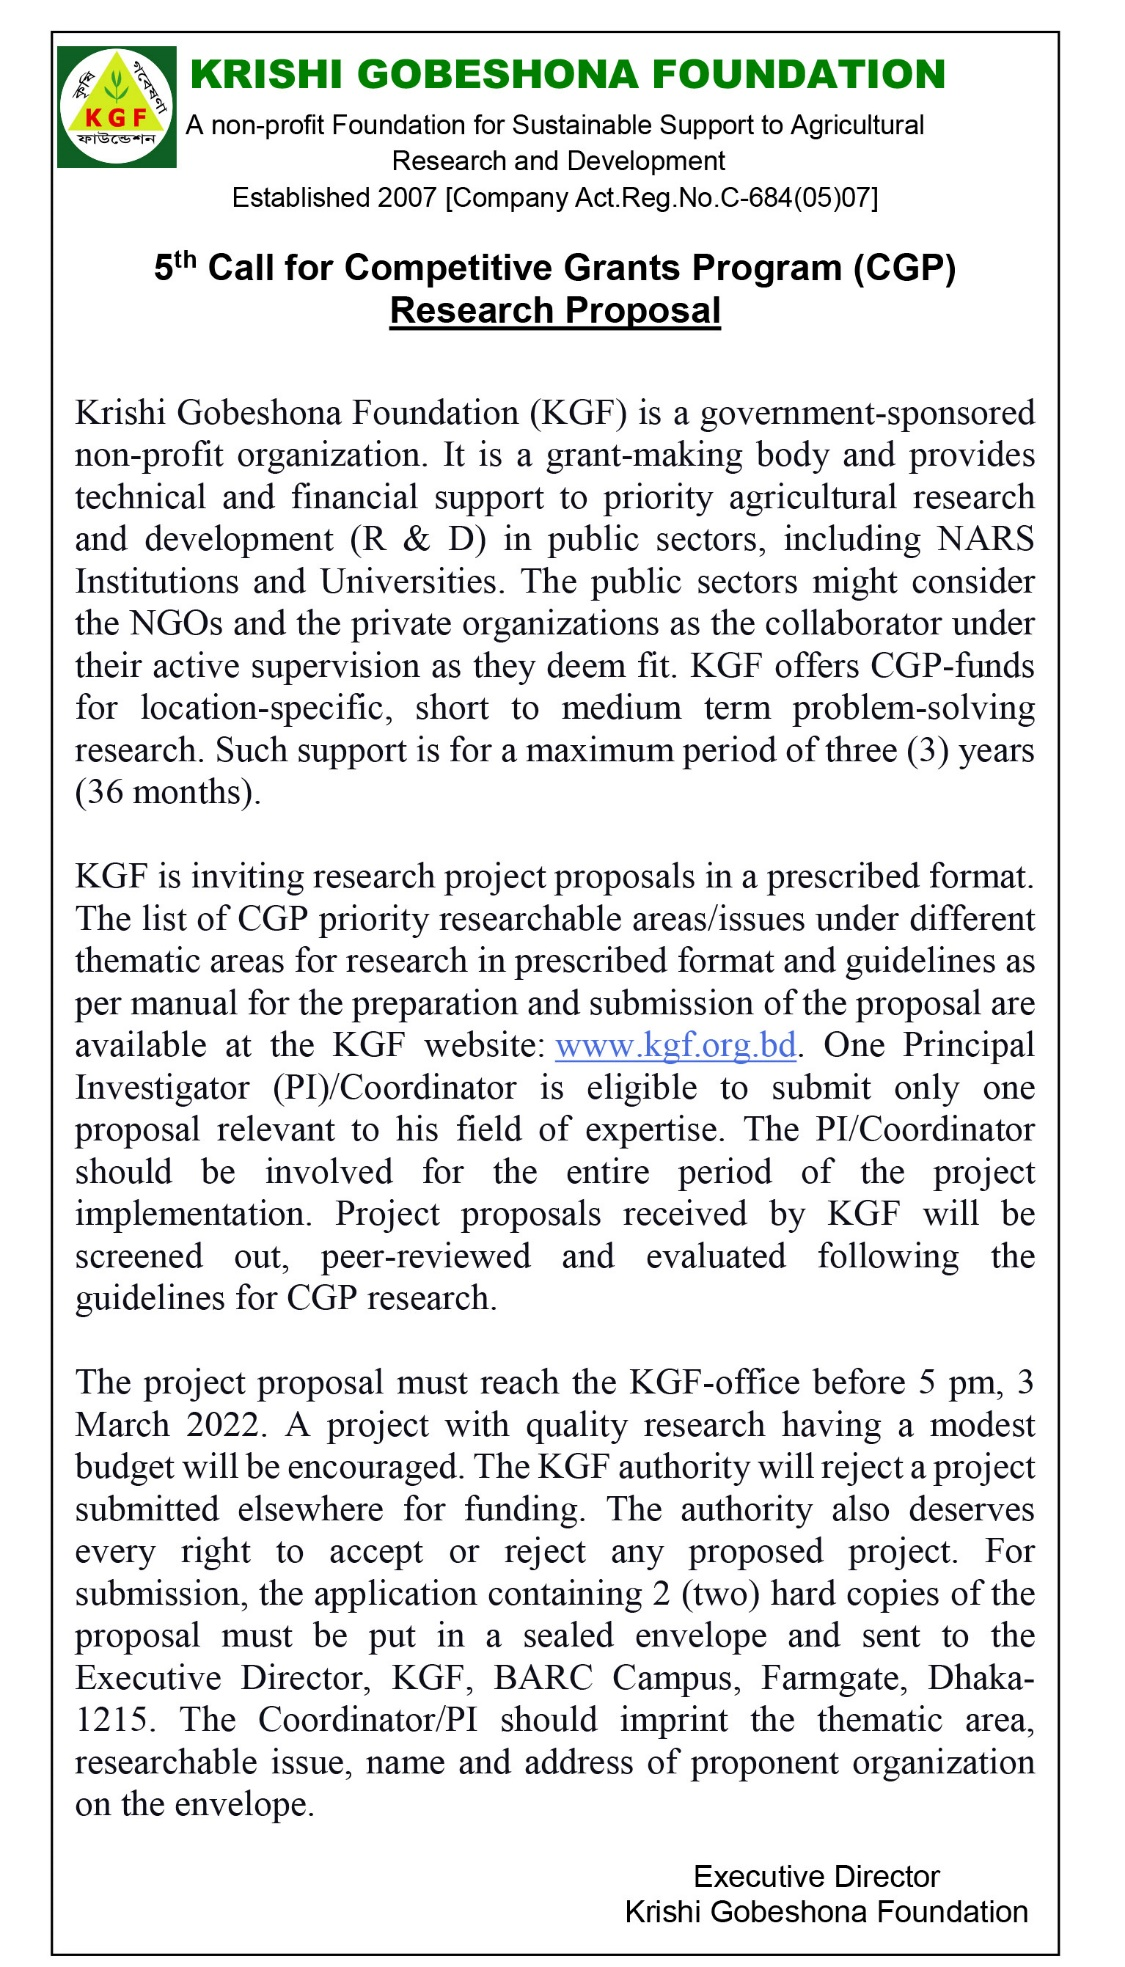 কৃষি গবেষণা
KGF
ফাউন্ডেশন
KRISHI GOBESHONA FOUNDATION
A non-profit Foundation for Sustainable Support to Agricultural
Research and Development
Established 2007 [Company Act.Reg.No.C-684(05)07]
5th Call for Competitive Grants Program (CGP)
Research Proposal
Krishi Gobeshona Foundation (KGF) is a government-sponsored
non-profit organization. It is a grant-making body and provides
technical and financial support to priority agricultural research
and development (R & D) in public sectors, including NARS
Institutions and Universities. The public sectors might consider
the NGOs and the private organizations as the collaborator under
their active supervision as they deem fit. KGF offers CGP-funds
for location-specific, short to medium term problem-solving
research. Such support is for a maximum period of three (3) years
(36 months).
KGF is inviting research project proposals in a prescribed format.
The list of CGP priority researchable areas/issues under different
thematic areas for research in prescribed format and guidelines as
per manual for the preparation and submission of the proposal are
available at the KGF website: www.kgf.org.bd. One Principal
Investigator (PI)/Coordinator is eligible to submit only one
proposal relevant to his field of expertise. The PI/Coordinator
should be involved for the entire period of the project
implementation. Project proposals received by KGF will be
screened out, peer-reviewed and evaluated following the
guidelines for CGP research.
The project proposal must reach the KGF-office before 5 pm, 3
March 2022. A project with quality research having a modest
budget will be encouraged. The KGF authority will reject a project
submitted elsewhere for funding. The authority also deserves
every right to accept or reject any proposed project. For
submission, the application containing 2 (two) hard copies of the
proposal must be put in a sealed envelope and sent to the
Executive Director, KGF, BARC Campus, Farmgate, Dhaka-
1215. The Coordinator/PI should imprint the thematic area,
researchable issue, name and address of proponent organization
on the envelope.
Executive Director
Krishi Gobeshona Foundation